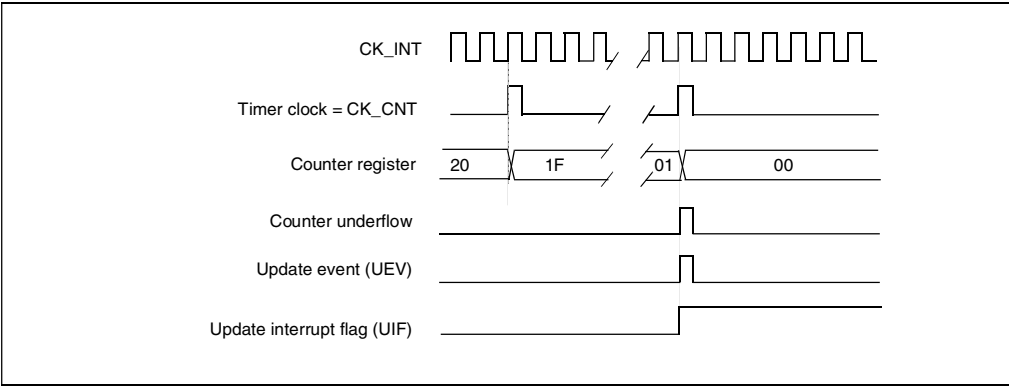 CK_INT
Timer clock = CK_CNT
Counter register 20 1F 01 00
Counter underflow
Update event (UEV)
Update interrupt flag (UIF)